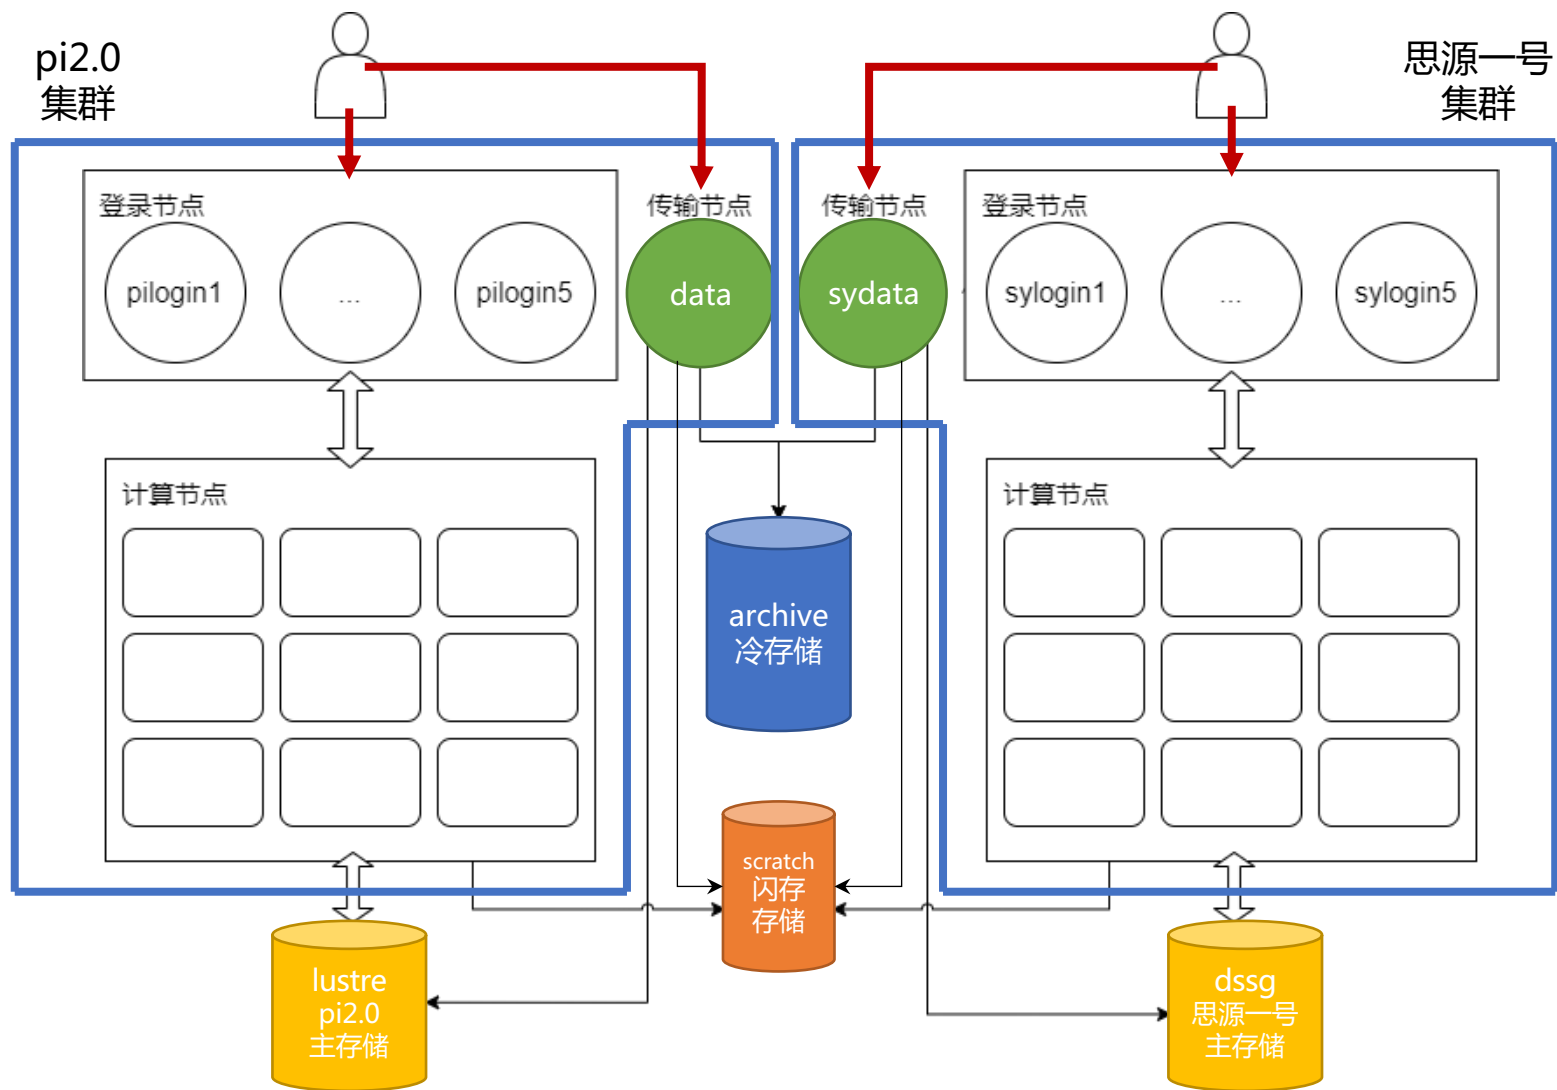 pi2.0
集群
思源一号
集群
登录节点
pilogin1
...
pilogin5
传输节点
data
传输节点
sydata
登录节点
sylogin1
...
sylogin5
计算节点
计算节点
archive
冷存储
scratch
闪存
存储
lustre
pi2.0
主存储
dssg
思源一号
主存储